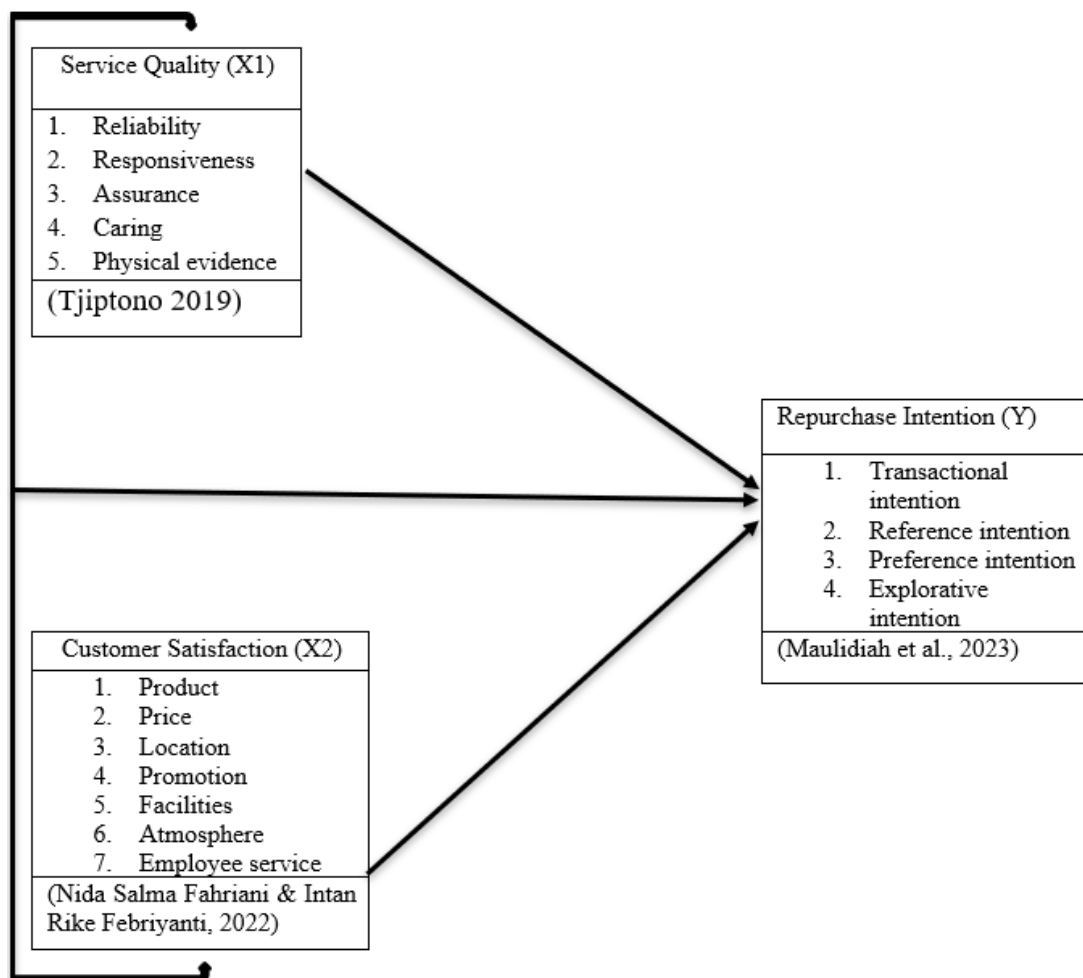 Service Quality (X1)
1. Reliability
2. Responsiveness
3. Assurance
4. Caring
5. Physical evidence
(Tjiptono 2019)
Repurchase Intention (Y)
1. Transactional
intention
2. Reference intention
3. Preference intention
4. Explorative
intention
(Maulidiah et al., 2023)
Customer Satisfaction (X2)
1. Product
2. Price
3. Location
4. Promotion
5. Facilities
6. Atmosphere
7. Employee service
(Nida Salma Fahriani & Intan
Rike Febriyanti, 2022)